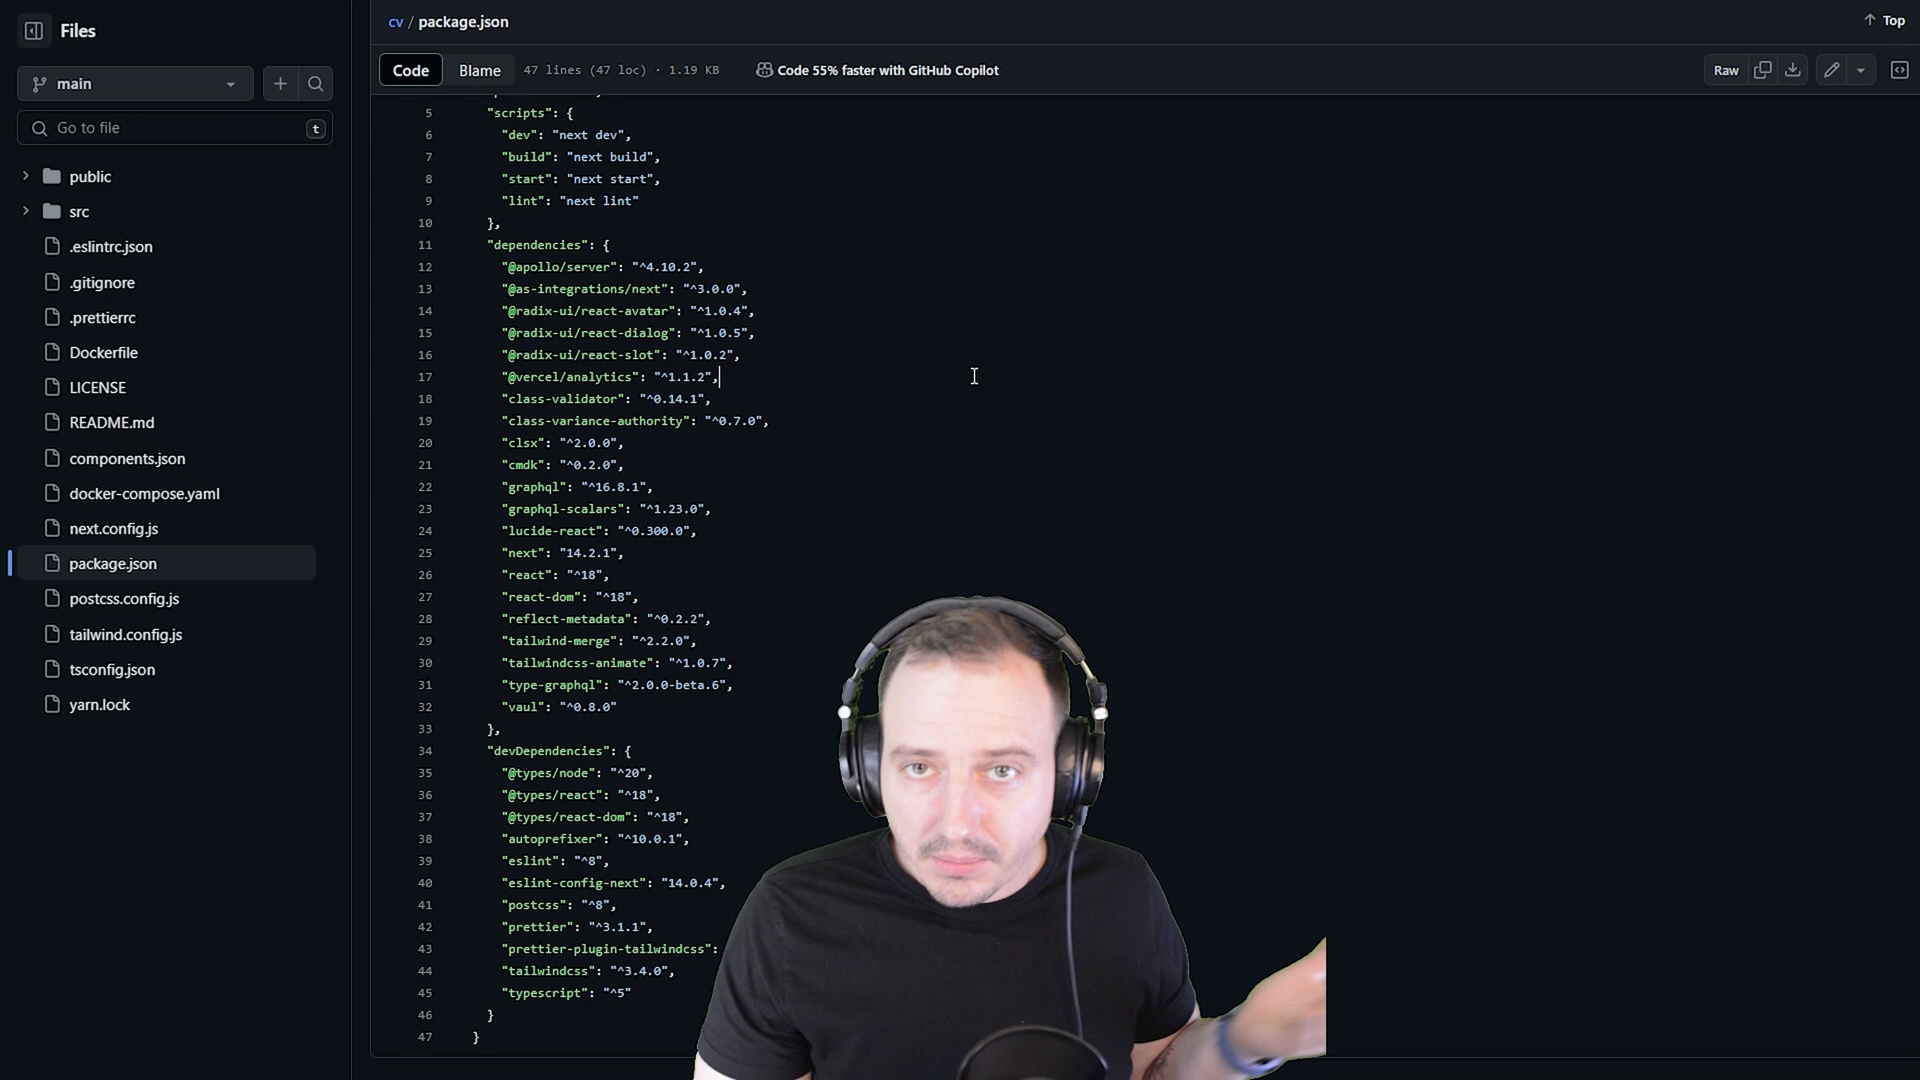 Files
main
Go to file
t
public
src
.eslintrc.json
.gitignore
.prettierrc
Dockerfile
LICENSE
README.md
components.json
docker-compose.yaml
next.config.js
package.json
postcss.config.js
tailwind.config.js
tsconfig.json
yarn.lock
cv / package.json
Top
Code Blame 47 lines (47 loc) · 1.19 KB Code 55% faster with GitHub Copilot Raw
5 "scripts": {
6 "dev": "next dev",
7 "build": "next build",
8 "start": "next start",
9 "lint": "next lint"
10 },
11 "dependencies": {
12 "@apollo/server": "^4.10.2",
13 "@as-integrations/next": "^3.0.0",
14 "@radix-ui/react-avatar": "^1.0.4",
15 "@radix-ui/react-dialog": "^1.0.5",
16 "@radix-ui/react-slot": "^1.0.2",
17 "@vercel/analytics": "^1.1.2",
18 "class-validator": "^0.14.1",
19 "class-variance-authority": "^0.7.0",
20 "clsx": "^2.0.0",
21 "cmdk": "^0.2.0",
22 "graphql": "^16.8.1",
23 "graphql-scalars": "^1.23.0",
24 "lucide-react": "^0.300.0",
25 "next": "14.2.1",
26 "react": "^18",
27 "react-dom": "^18",
28 "reflect-metadata": "^0.2.2",
29 "tailwind-merge": "^2.2.0",
30 "tailwindcss-animate": "^1.0.7",
31 "type-graphql": "^2.0.0-beta.6",
32 "vaul": "^0.8.0"
33 },
34 "devDependencies": {
35 "@types/node": "^20",
36 "@types/react": "^18",
37 "@types/react-dom": "^18",
38 "autoprefixer": "^10.0.1",
39 "eslint": "^8",
40 "eslint-config-next": "14.0.4",
41 "postcss": "^8",
42 "prettier": "^3.1.1",
43 "prettier-plugin-tailwindcss":
44 "tailwindcss": "^3.4.0",
45 "typescript": "^5"
46 }
47 }